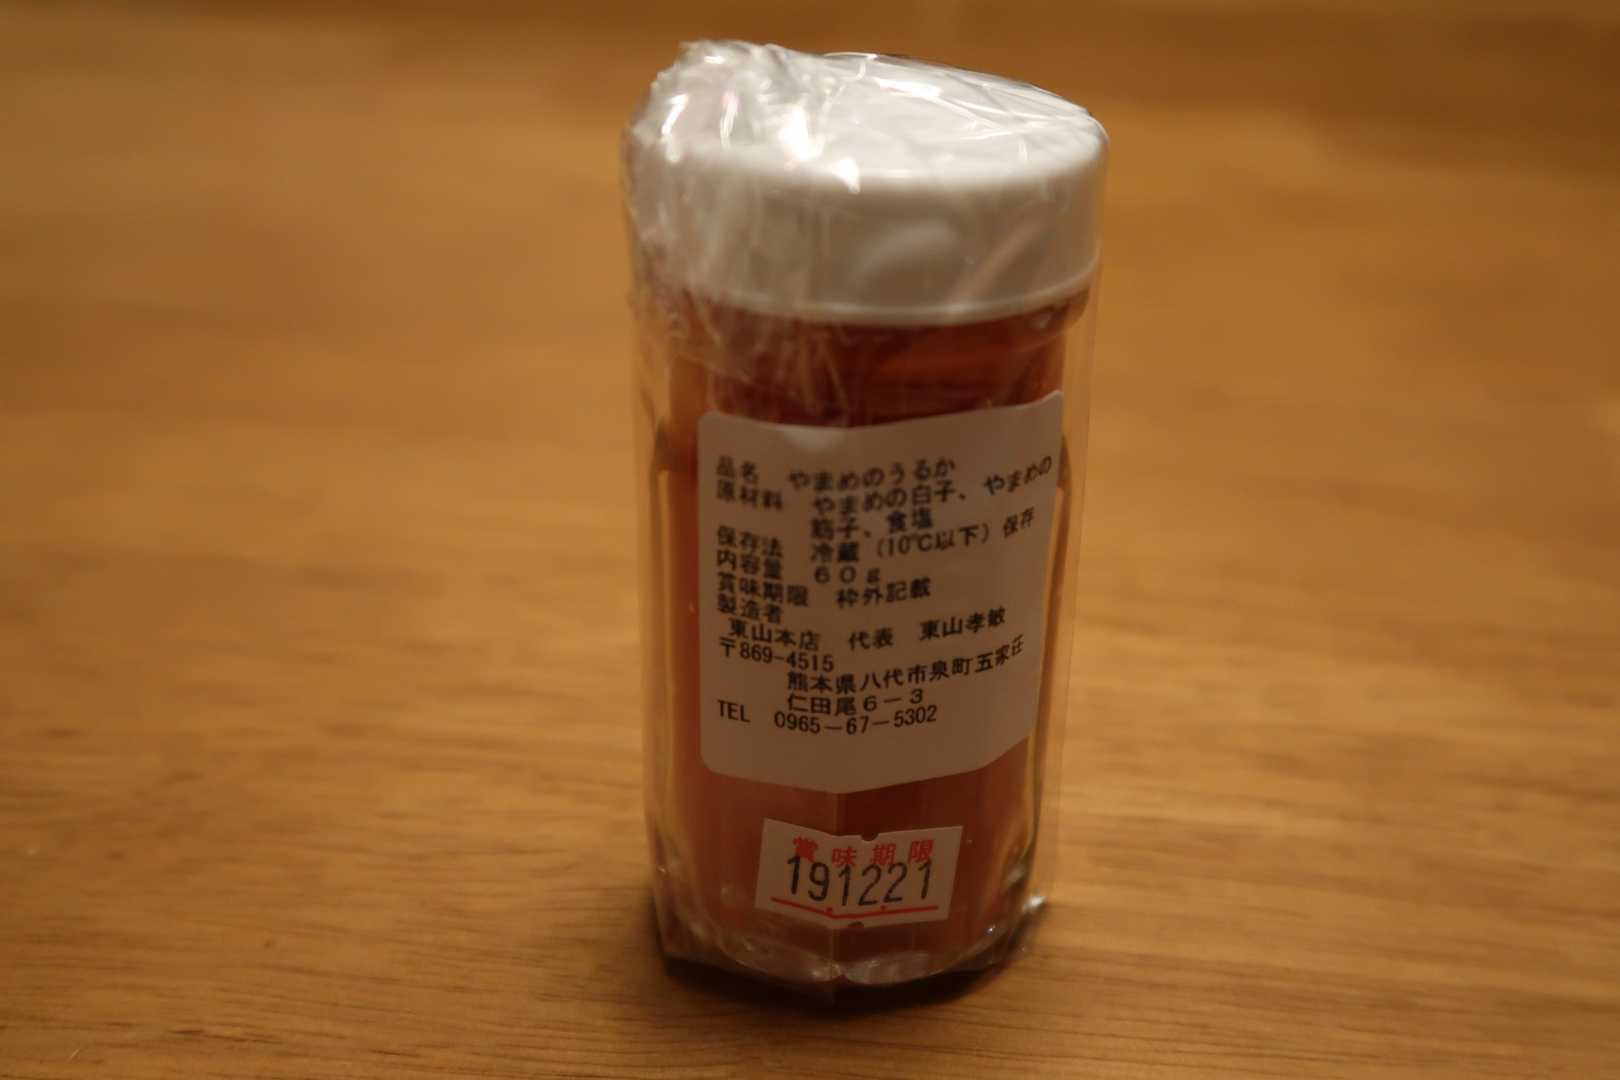 品名 やまめのうるか
原材料 やまめの白子、やまめの
筋子、食塩
保存法 冷蔵(10℃以下)保存
内容量 60g
賞味期限 枠外記載
製造者
東山本店 代表 東山孝敏
〒869-4515
熊本県八代市泉町五家荘
仁田尾6-3
TEL 0965-67-5302
賞味期限
191221